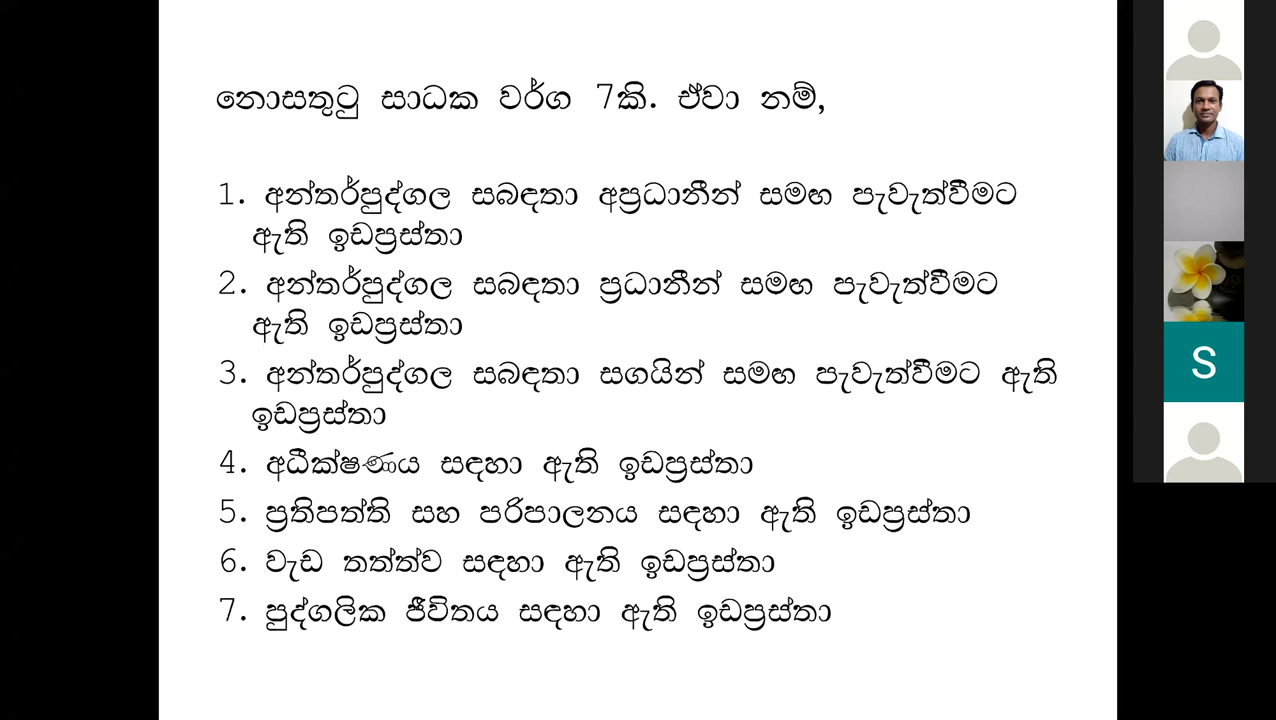 නොසතුටු සාධක වර්ග 7කි. ඒවා නම්,
1. අන්තර්පුද්ගල සබඳතා අප්‍රධානීන් සමඟ පැවැත්වීමට
ඇති ඉඩප්‍රස්තා
2. අන්තර්පුද්ගල සබඳතා ප්‍රධානීන් සමඟ පැවැත්වීමට
ඇති ඉඩප්‍රස්තා
3. අන්තර්පුද්ගල සබඳතා සගයින් සමඟ පැවැත්වීමට ඇති
ඉඩප්‍රස්තා
4. අධීක්ෂණය සඳහා ඇති ඉඩප්‍රස්තා
5. ප්‍රතිපත්ති සහ පරිපාලනය සඳහා ඇති ඉඩප්‍රස්තා
6. වැඩ තත්ත්ව සඳහා ඇති ඉඩප්‍රස්තා
7. පුද්ගලික ජීවිතය සඳහා ඇති ඉඩප්‍රස්තා
S